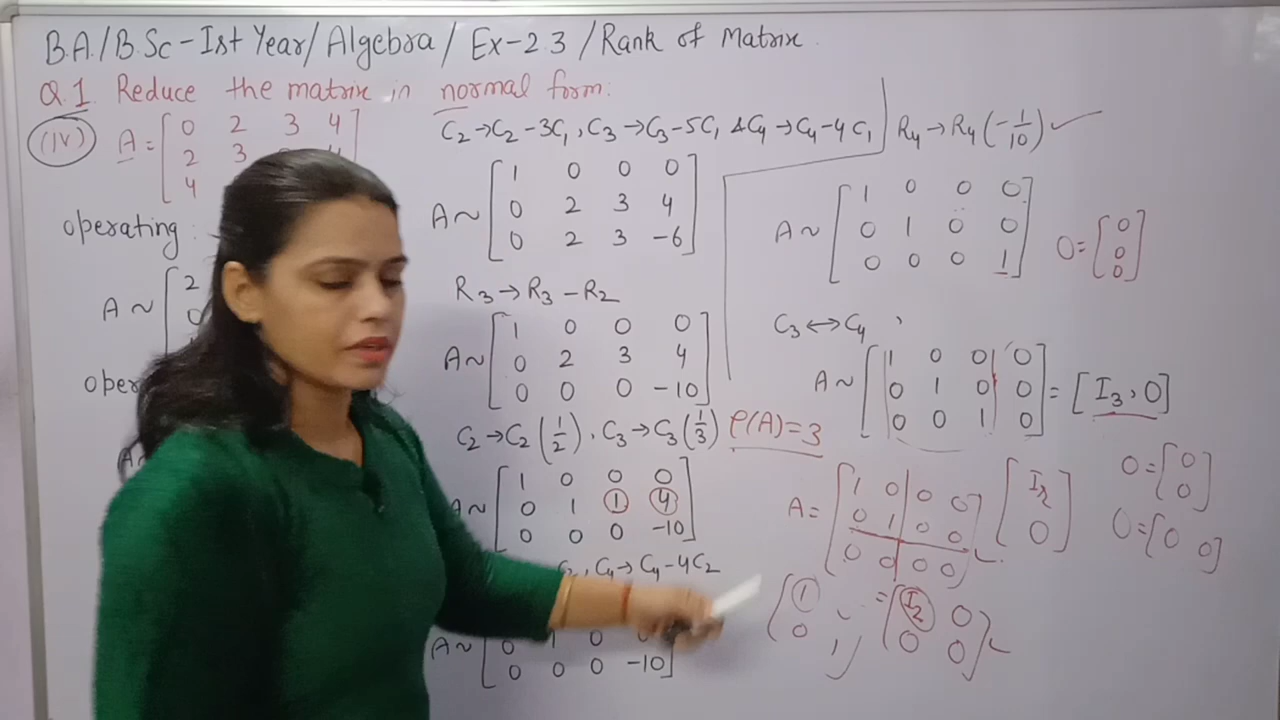 B.A./B.Sc-Ist Year/Algebra/Ex-2.3/Rank of Matrix
Q.1 Reduce the matrix in normal form:
(IV) A = [0 2 3 4
2 3
4
operating
A ~ [2
0
C2→C2-3C1, C3→C3-5C1 & C4→C4-4C1
A ~ [1 0 0 0
0 2 3 4
0 2 3 -6]
R3→R3-R2
A ~ [1 0 0 0
0 2 3 4
0 0 0 -10]
C2→C2(1/2), C3→C3(1/3)
A ~ [1 0 0 0
0 1 1 4
0 0 0 -10]
C2, C4→C4-4C2
A ~ [
0 1 0
0 0 0 -10]
R4→R4(-1/10) ✓
A ~ [1 0 0 0
0 1 0 0
0 0 0 1]
0 = [0
0
0]
C3↔C4,
A ~ [1 0 0 0
0 1 0 0
0 0 1 0] = [I3, 0]
ρ(A)=3
A = [1 0 0 0
0 1 0 0
0 0 0 0]
[I2
0]
0 = [0
0]
0 = [0 0]
[1
0
= [I2 0
0 0]